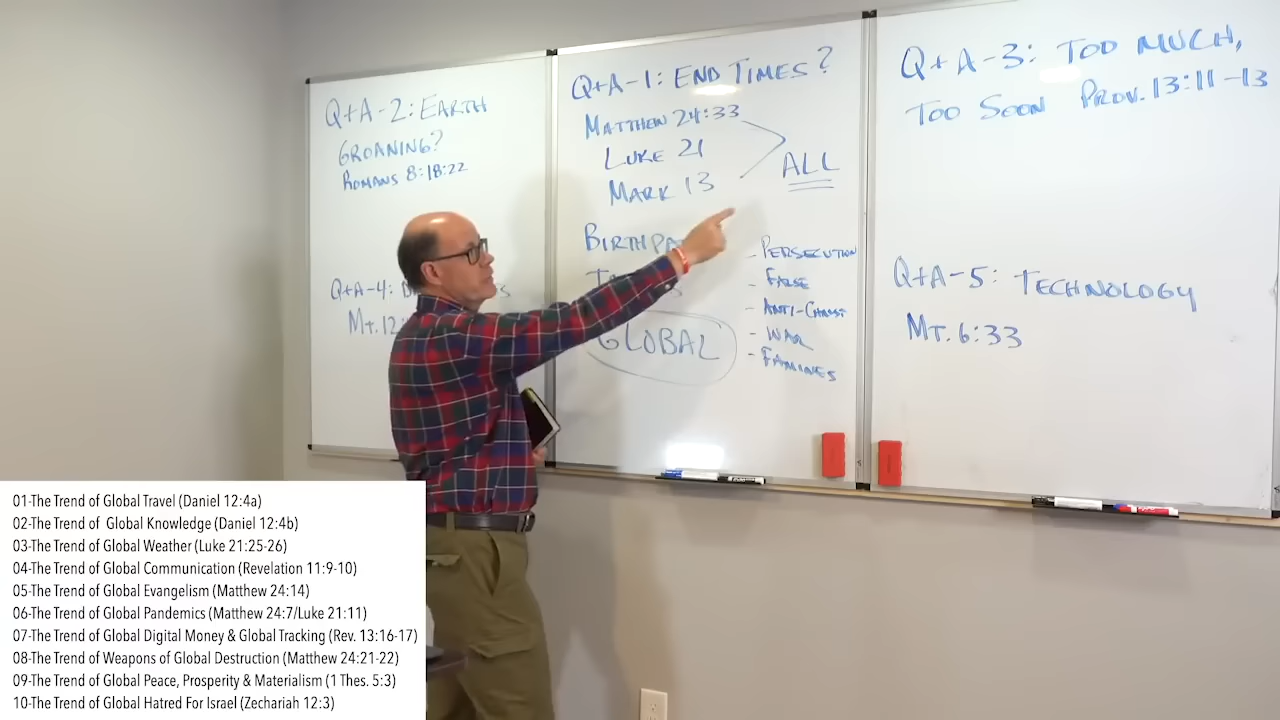 Q+A-2: EARTH
GROANING?
ROMANS 8:18:22
Q+A-4:
MT. 12:
Q+A-1: END TIMES?
MATTHEW 24:33
LUKE 21
MARK 13
ALL
BIRTH
GLOBAL
- PERSECUTION
- FALSE
- ANTI-CHRIST
- WAR
- FAMINES
Q+A-3: TOO MUCH,
TOO SOON PROV. 13:11-13
Q+A-5: TECHNOLOGY
MT. 6:33
01-The Trend of Global Travel (Daniel 12:4a)
02-The Trend of Global Knowledge (Daniel 12:4b)
03-The Trend of Global Weather (Luke 21:25-26)
04-The Trend of Global Communication (Revelation 11:9-10)
05-The Trend of Global Evangelism (Matthew 24:14)
06-The Trend of Global Pandemics (Matthew 24:7/Luke 21:11)
07-The Trend of Global Digital Money & Global Tracking (Rev. 13:16-17)
08-The Trend of Weapons of Global Destruction (Matthew 24:21-22)
09-The Trend of Global Peace, Prosperity & Materialism (1 Thes. 5:3)
10-The Trend of Global Hatred For Israel (Zechariah 12:3)